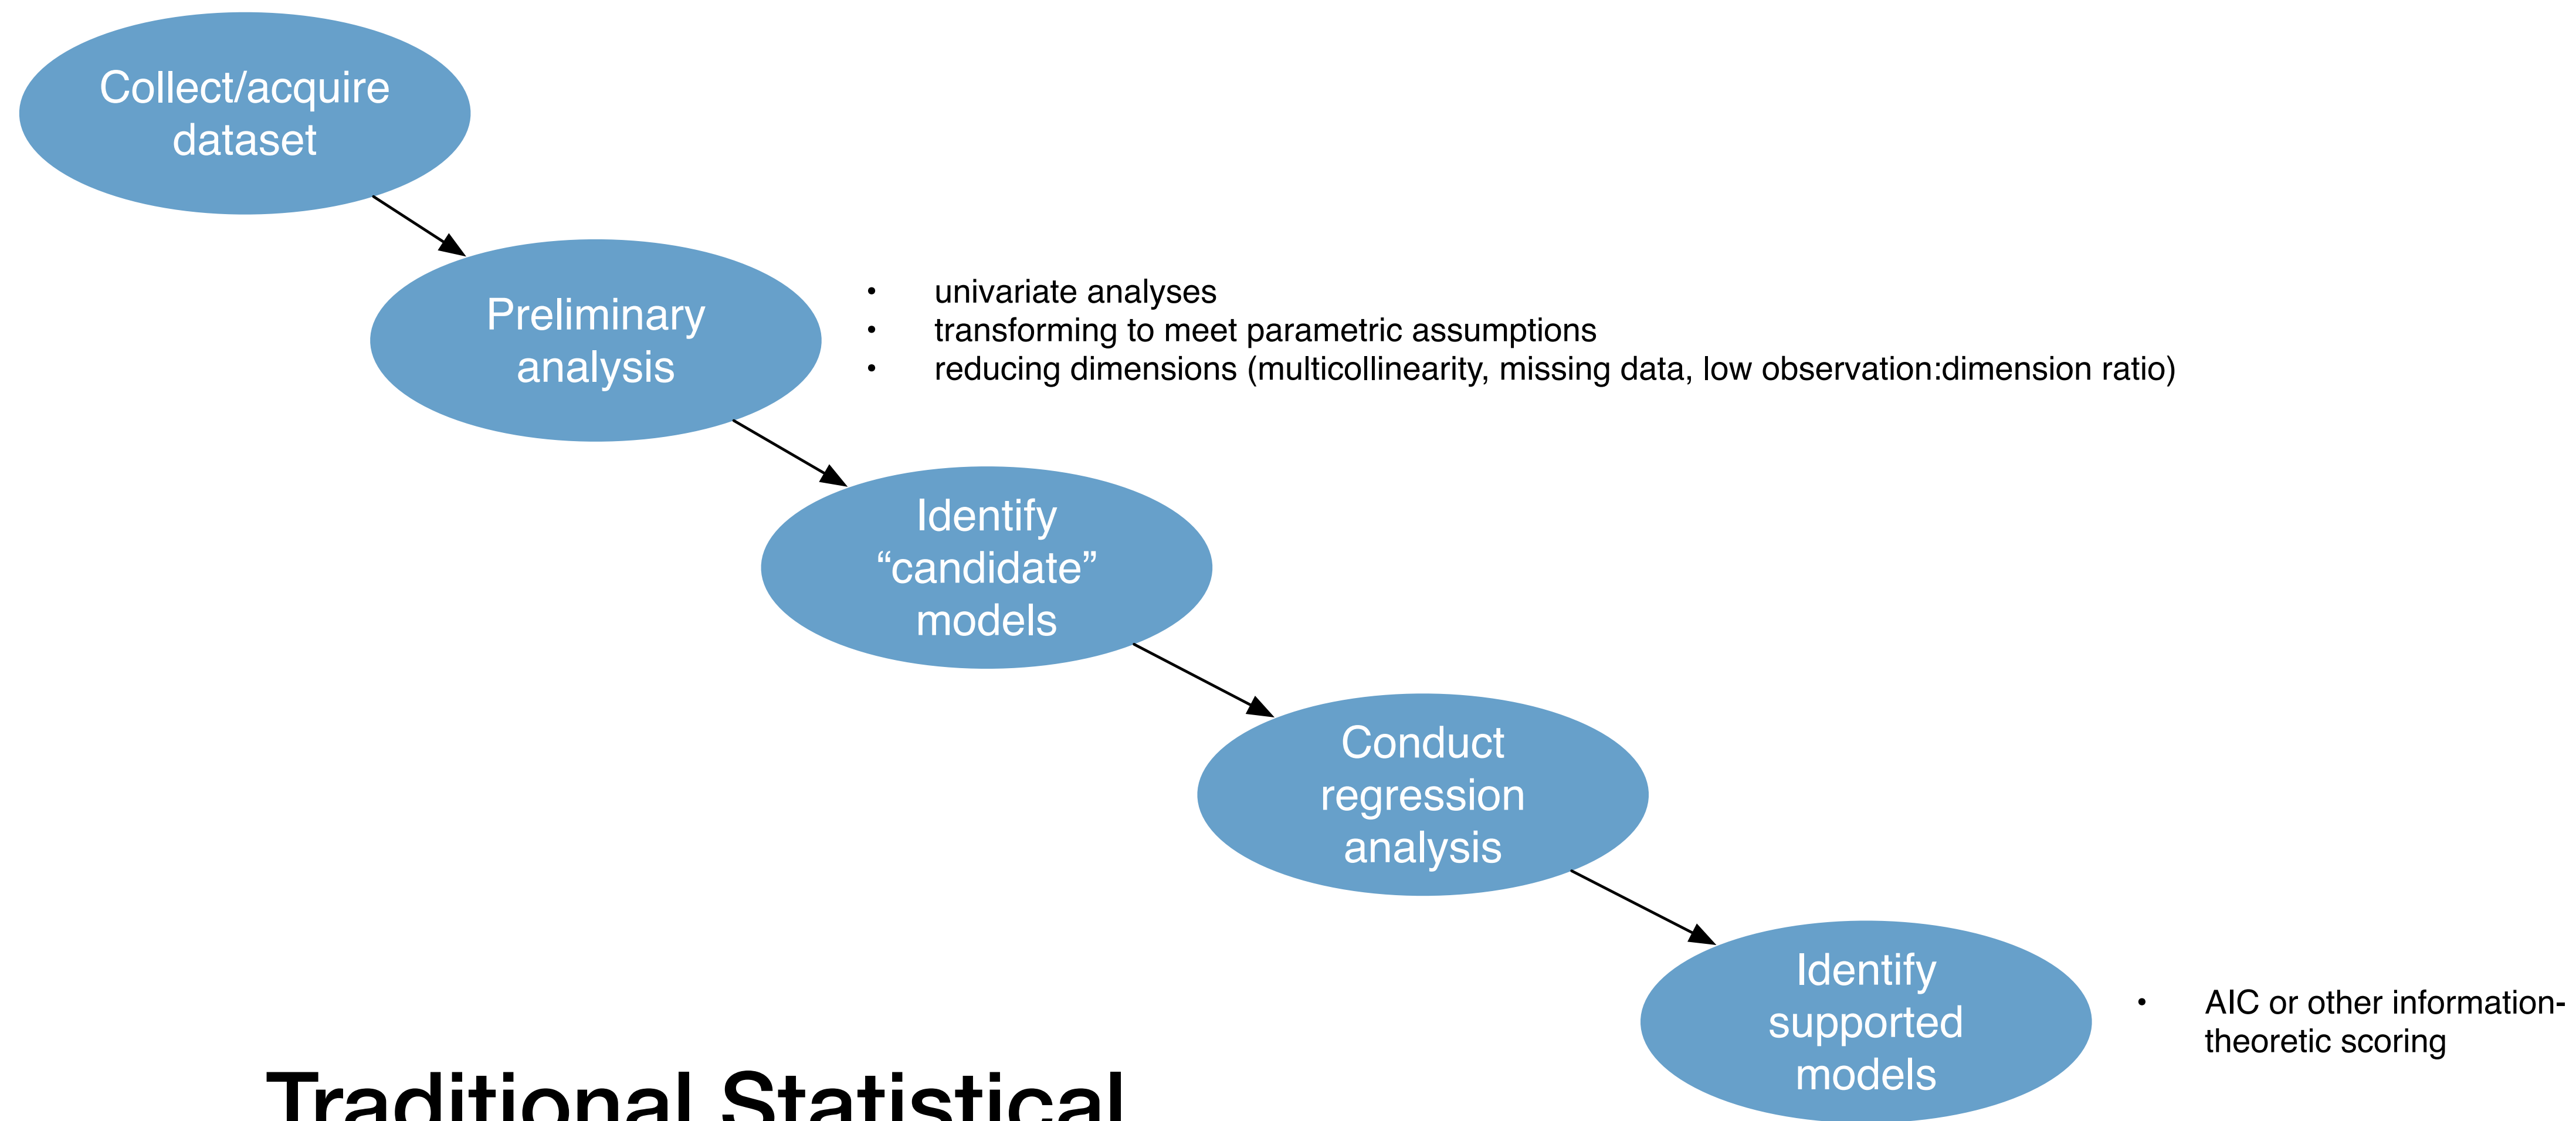 Collect/acquire
dataset
Preliminary
analysis
• univariate analyses
• transforming to meet parametric assumptions
• reducing dimensions (multicollinearity, missing data, low observation:dimension ratio)
Identify
“candidate”
models
Conduct
regression
analysis
Identify
supported
models
• AIC or other information-
theoretic scoring
Traditional Statistical